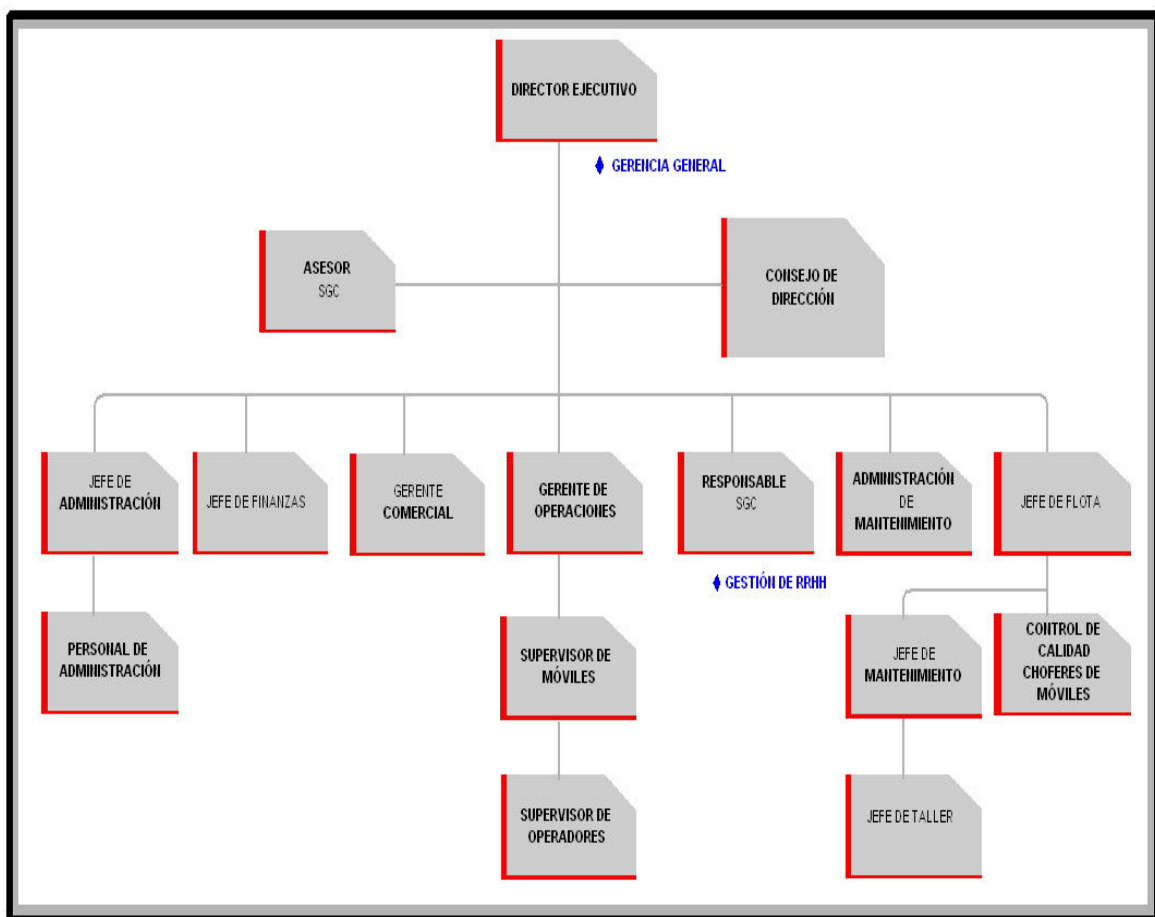 DIRECTOR EJECUTIVO
GERENCIA GENERAL
ASESOR
SGC
CONSEJO DE
DIRECCIÓN
JEFE DE
ADMINISTRACIÓN
JEFE DE FINANZAS
GERENTE
COMERCIAL
GERENTE DE
OPERACIONES
RESPONSABLE
SGC
ADMINISTRACIÓN
DE
MANTENIMIENTO
JEFE DE FLOTA
GESTIÓN DE RRHH
PERSONAL DE
ADMINISTRACIÓN
SUPERVISOR DE
MÓVILES
JEFE DE
MANTENIMIENTO
CONTROL DE
CALIDAD
CHOFERES DE
MÓVILES
SUPERVISOR DE
OPERADORES
JEFE DE TALLER